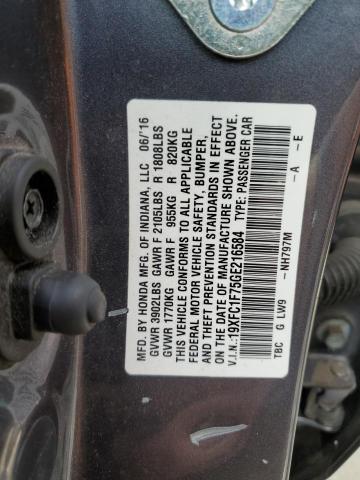 MFD. BY HONDA MFG. OF INDIANA, LLC 06/16
GVWR 3902LBS GAWR F 2105LBS R 1808LBS
GVWR 1770KG GAWR F 955KG R 820KG
THIS VEHICLE CONFORMS TO ALL APPLICABLE
FEDERAL MOTOR VEHICLE SAFETY, BUMPER,
AND THEFT PREVENTION STANDARDS IN EFFECT
ON THE DATE OF MANUFACTURE SHOWN ABOVE.
V.I.N.: 19XFC1F75GE216584 TYPE: PASSENGER CAR
TBC G LW9 -NH797M -A -E